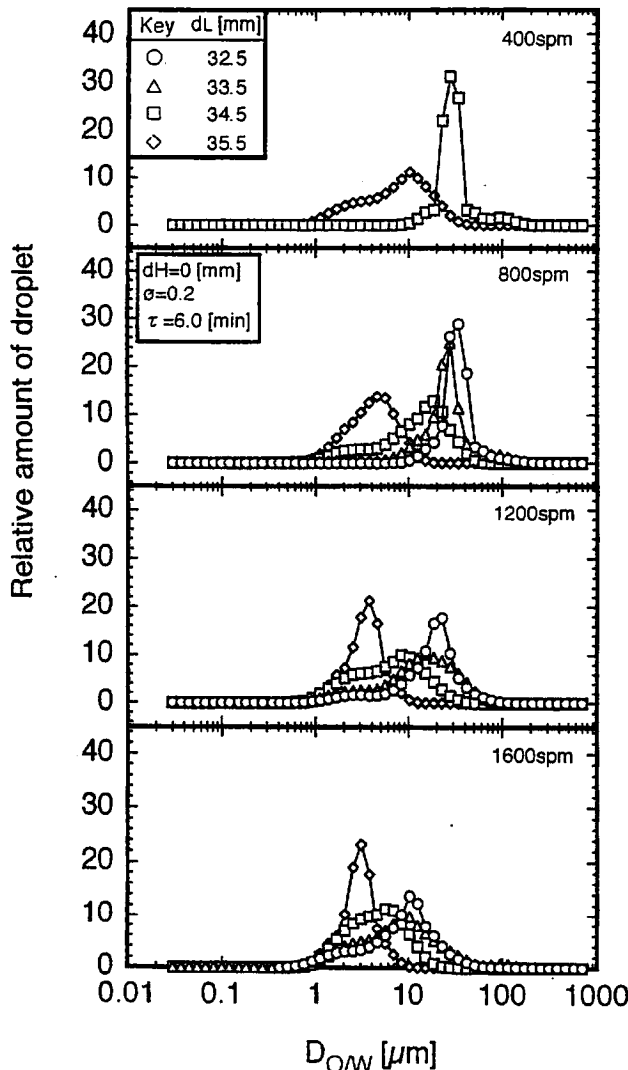 Relative amount of droplet
40
30
20
10
0
Key dL [mm]
32.5
33.5
34.5
35.5
400spm
40
30
20
10
0
dH=0 [mm]
ø=0.2
τ =6.0 [min]
800spm
40
30
20
10
0
1200spm
40
30
20
10
0
1600spm
0.01 0.1 1 10 100 1000
D_O/W [µm]